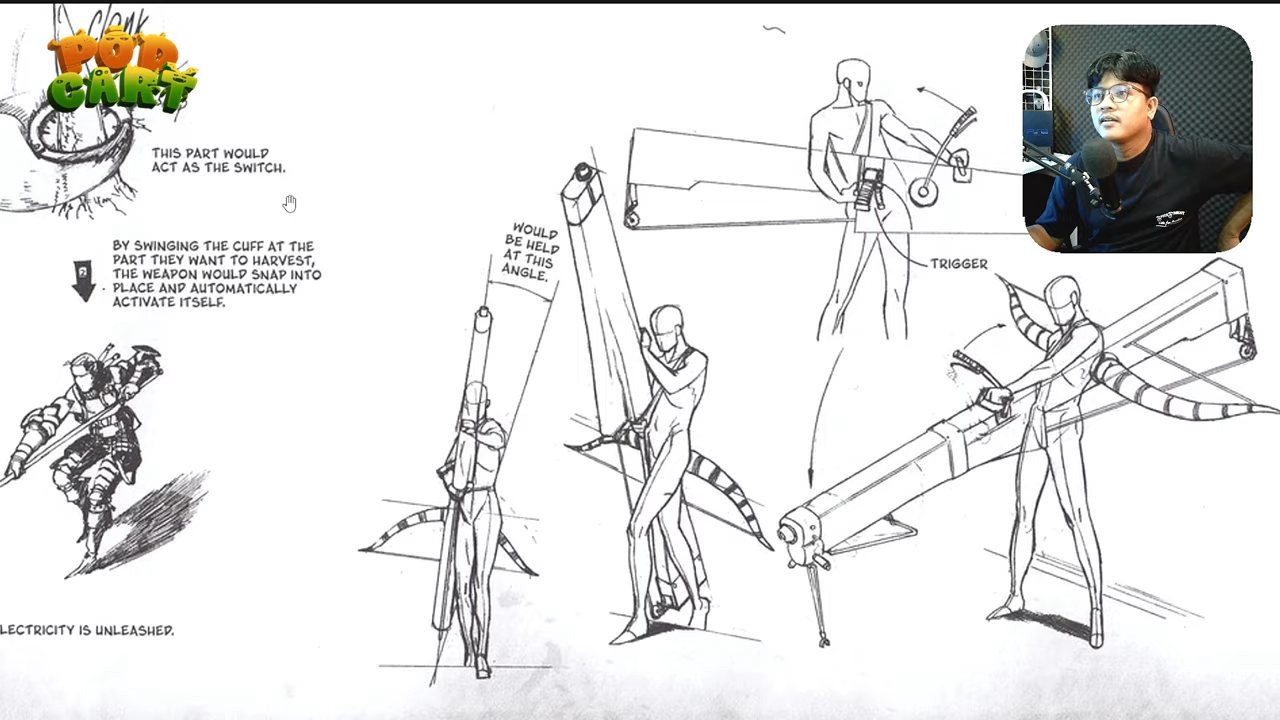 clank
POD
CART
THIS PART WOULD
ACT AS THE SWITCH.
BY SWINGING THE CUFF AT THE
PART THEY WANT TO HARVEST,
THE WEAPON WOULD SNAP INTO
PLACE AND AUTOMATICALLY
ACTIVATE ITSELF.
LECTRICITY IS UNLEASHED.
WOULD
BE HELD
AT THIS
ANGLE.
TRIGGER